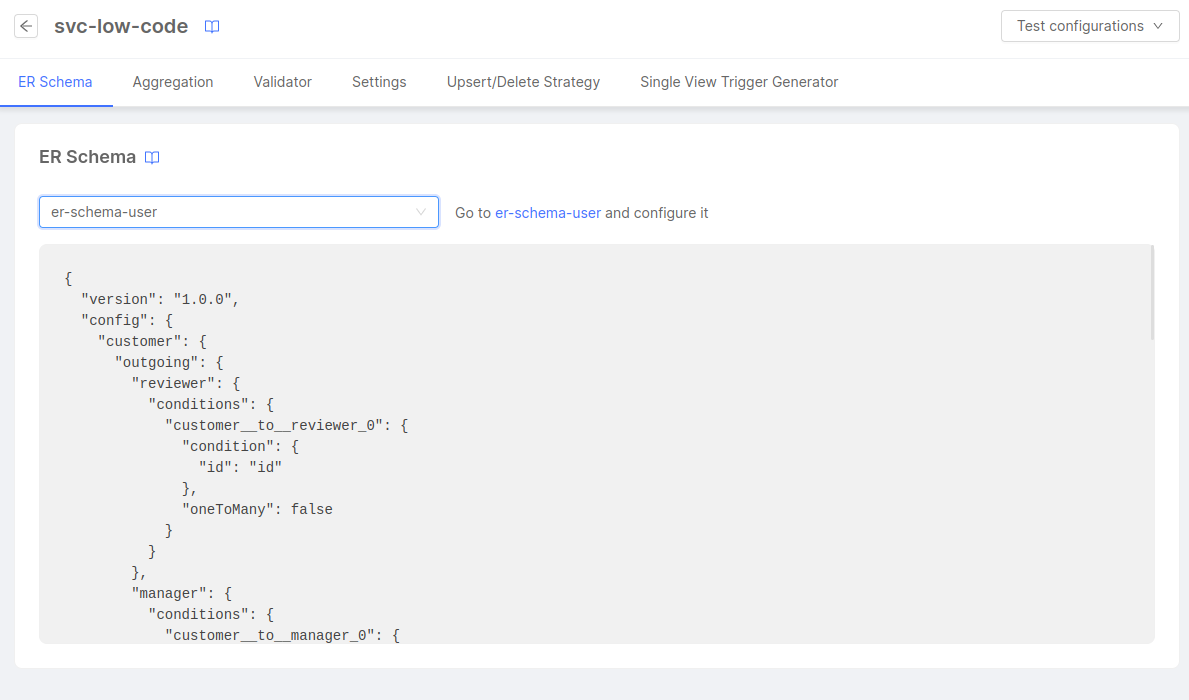 svc-low-code
Test configurations
ER Schema Aggregation Validator Settings Upsert/Delete Strategy Single View Trigger Generator
ER Schema
er-schema-user
Go to er-schema-user and configure it
{
  "version": "1.0.0",
  "config": {
    "customer": {
      "outgoing": {
        "reviewer": {
          "conditions": {
            "customer__to__reviewer_0": {
              "condition": {
                "id": "id"
              },
              "oneToMany": false
            }
          }
        },
        "manager": {
          "conditions": {
            "customer__to__manager_0": {